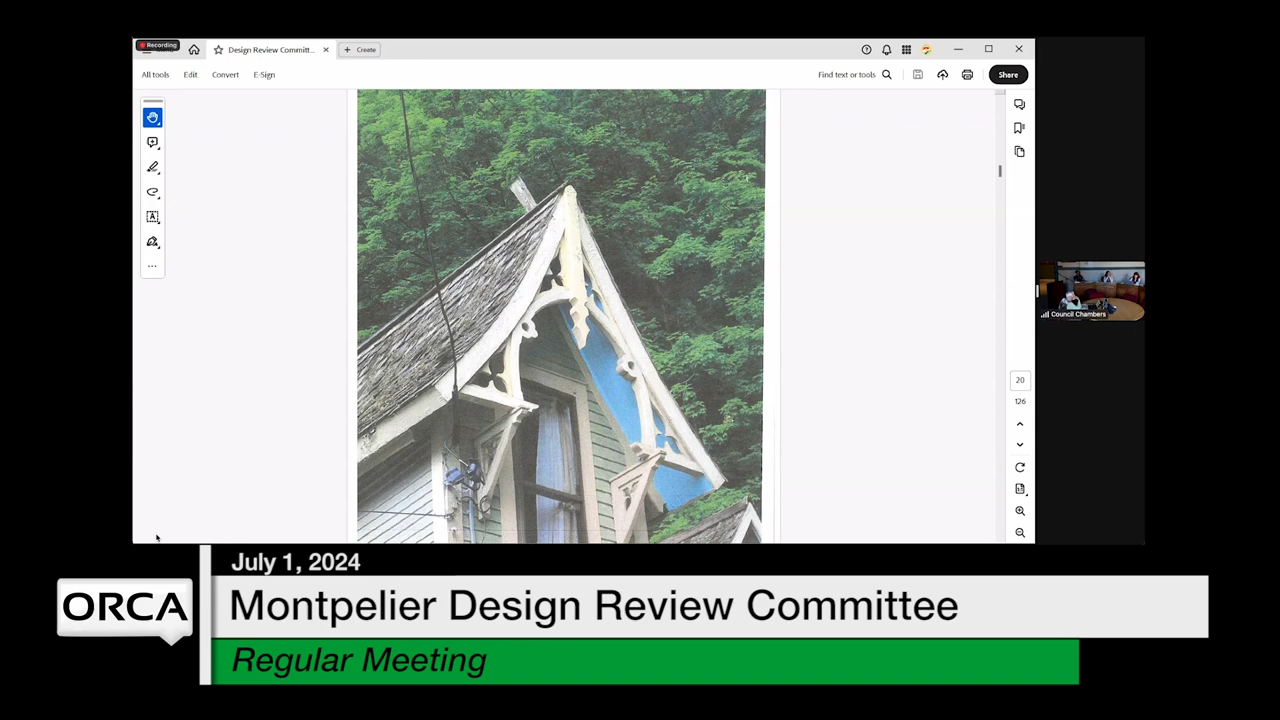 Recording
Design Review Committ...
Create
All tools
Edit
Convert
E-Sign
Find text or tools
Share
20
126
Council Chambers
July 1, 2024
ORCA
Montpelier Design Review Committee
Regular Meeting